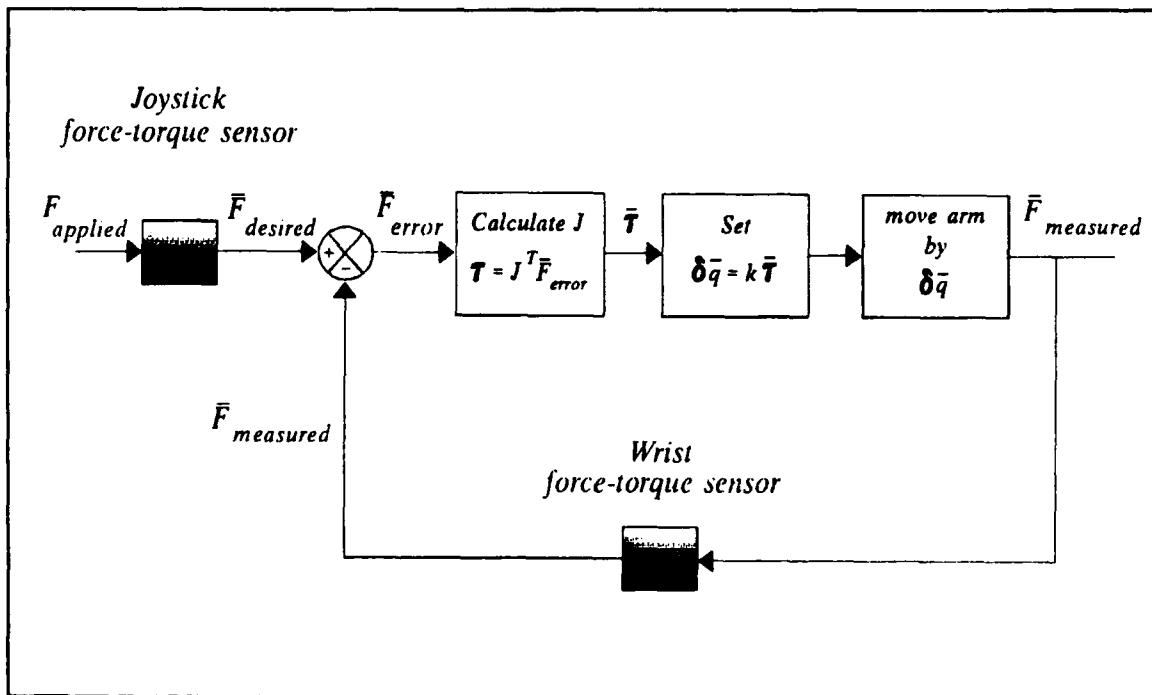 Joystick
force-torque sensor
F applied
F̄ desired
F̄ error
Calculate J
τ = J^T F̄ error
τ̄
Set
δq̄ = k τ̄
move arm
by
δq̄
F̄ measured
+
−
F̄ measured
Wrist
force-torque sensor